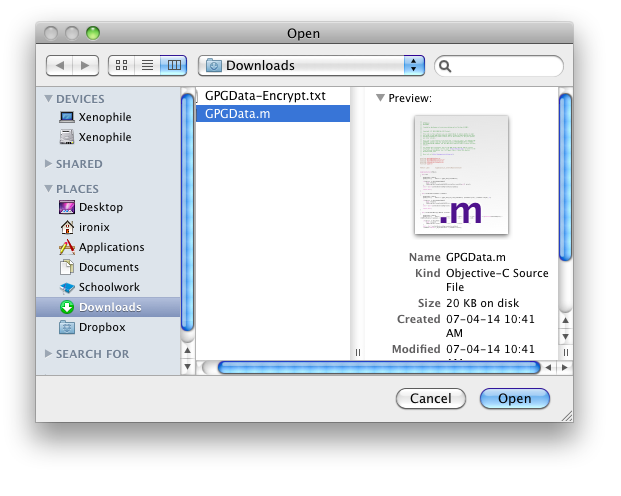 Open
Downloads
DEVICES
Xenophile
Xenophile
SHARED
PLACES
Desktop
ironix
Applications
Documents
Schoolwork
Downloads
Dropbox
SEARCH FOR
GPGData-Encrypt.txt
GPGData.m
Preview:
.m
Name GPGData.m
Kind Objective-C Source
File
Size 20 KB on disk
Created 07-04-14 10:41
AM
Modified 07-04-14 10:41
Cancel
Open